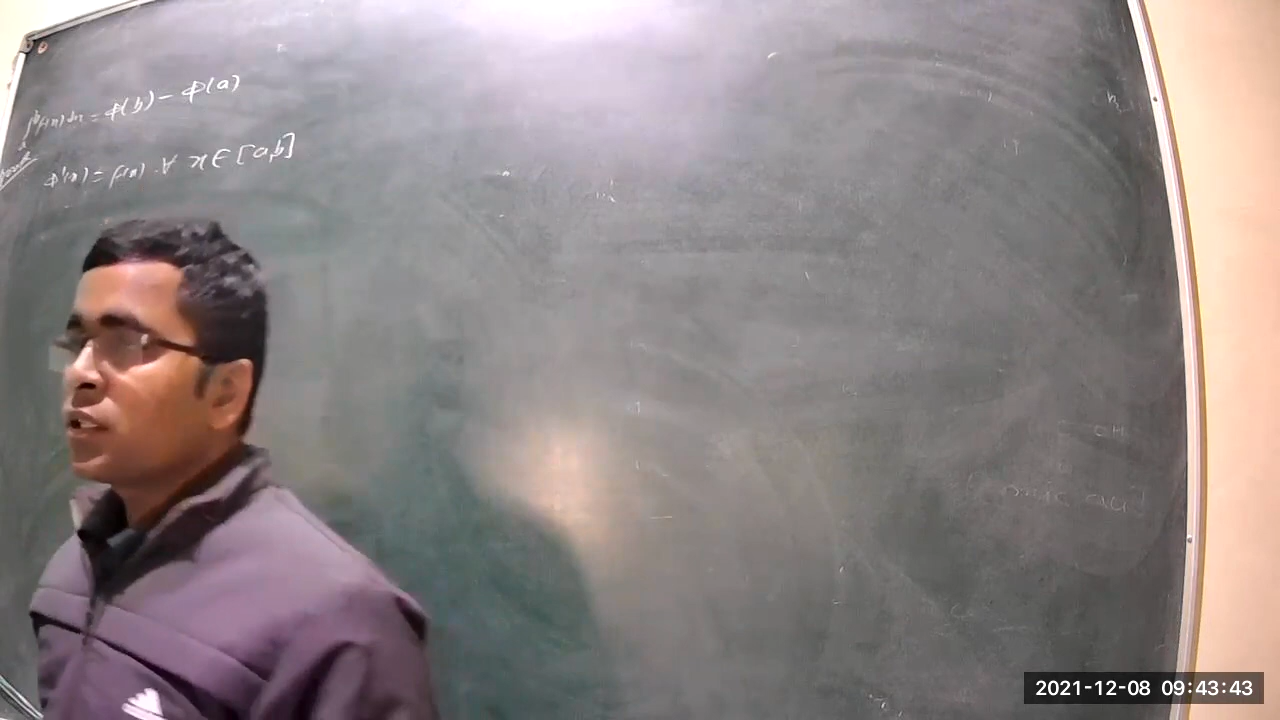 ∫ₐᵇ f(x) dx = Φ(b) − Φ(a)
Φ'(x) = f(x) ∀ x ∈ [a,b]
2021-12-08 09:43:43